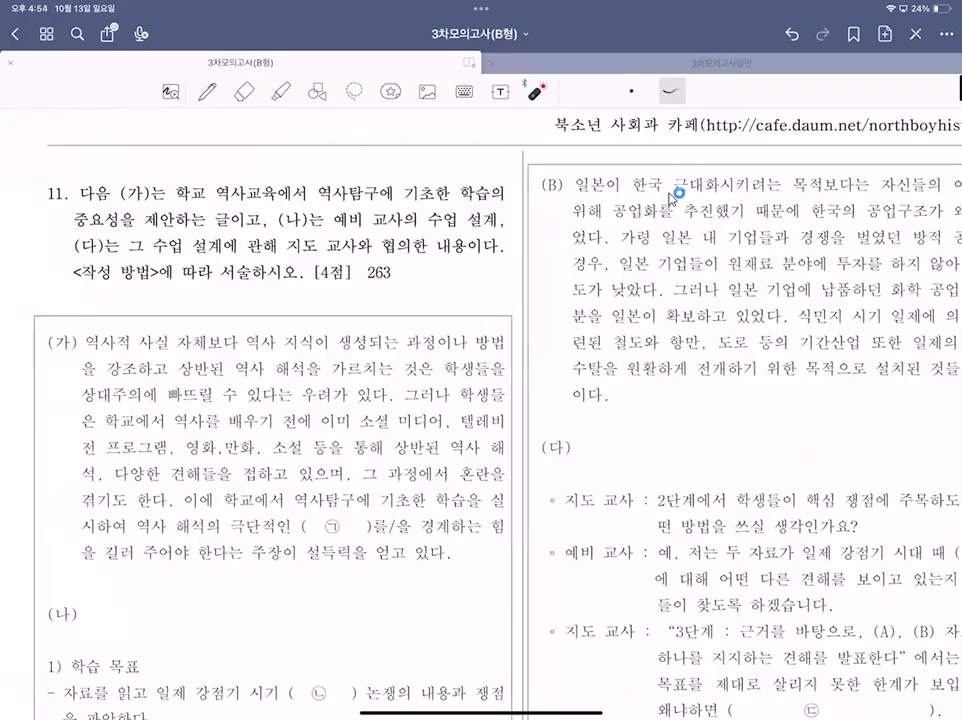 오후 4:54 10월 13일 일요일
24%
3차모의고사(B형)
3차모의고사(B형)
북소년 사회과 카페(http://cafe.daum.net/northboyhis
11. 다음 (가)는 학교 역사교육에서 역사탐구에 기초한 학습의
중요성을 제안하는 글이고, (나)는 예비 교사의 수업 설계,
(다)는 그 수업 설계에 관해 지도 교사와 협의한 내용이다.
<작성 방법>에 따라 서술하시오. [4점] 263
(가) 역사적 사실 자체보다 역사 지식이 생성되는 과정이나 방법
을 강조하고 상반된 역사 해석을 가르치는 것은 학생들을
상대주의에 빠뜨릴 수 있다는 우려가 있다. 그러나 학생들
은 학교에서 역사를 배우기 전에 이미 소셜 미디어, 텔레비
전 프로그램, 영화,만화, 소설 등을 통해 상반된 역사 해
석, 다양한 견해들을 접하고 있으며, 그 과정에서 혼란을
겪기도 한다. 이에 학교에서 역사탐구에 기초한 학습을 실
시하여 역사 해석의 극단적인 ( ㉠ )를/을 경계하는 힘
을 길러 주어야 한다는 주장이 설득력을 얻고 있다.
(나)
1) 학습 목표
- 자료를 읽고 일제 강점기 시기 ( ㉡ ) 논쟁의 내용과 쟁점
을 파악한다.
(B) 일본이 한국 근대화시키려는 목적보다는 자신들의
위해 공업화를 추진했기 때문에 한국의 공업구조가
었다. 가령 일본 내 기업들과 경쟁을 벌였던 방적 공
경우, 일본 기업들이 원재료 분야에 투자를 하지 않아
도가 낮았다. 그러나 일본 기업에 납품하던 화학 공업
분을 일본이 확보하고 있었다. 식민지 시기 일제에 의
련된 철도와 항만, 도로 등의 기간산업 또한 일제의
수탈을 원활하게 전개하기 위한 목적으로 설치된 것들
이다.
(다)
◦ 지도 교사 : 2단계에서 학생들이 핵심 쟁점에 주목하도
떤 방법을 쓰실 생각인가요?
◦ 예비 교사 : 예, 저는 두 자료가 일제 강점기 시대 때 (
에 대해 어떤 다른 견해를 보이고 있는지
들이 찾도록 하겠습니다.
◦ 지도 교사 : “3단계 : 근거를 바탕으로, (A), (B) 자
하나를 지지하는 견해를 발표한다” 에서는
목표를 제대로 살리지 못한 한계가 보입
왜냐하면 ( ㉢ ).